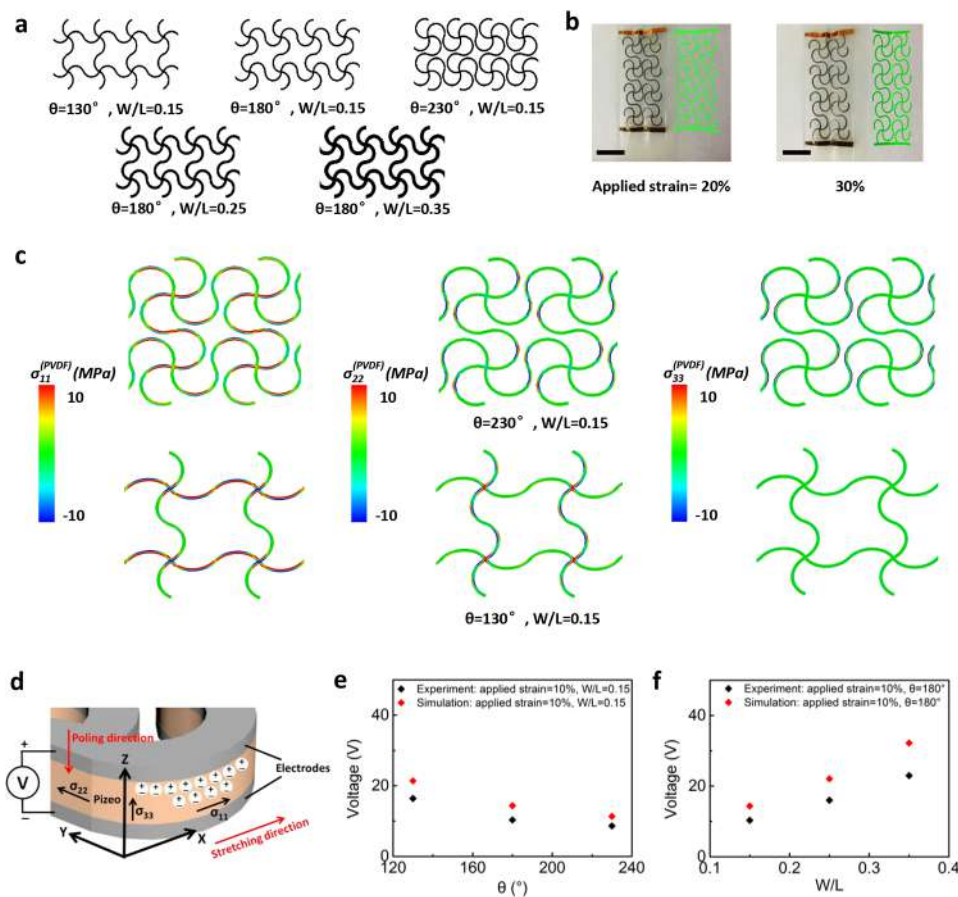 a
θ=130° , W/L=0.15
θ=180° , W/L=0.15
θ=230° , W/L=0.15
θ=180° , W/L=0.25
θ=180° , W/L=0.35
b
Applied strain= 20%
30%
c
σ11(PVDF) (MPa)
10
-10
σ22(PVDF) (MPa)
10
-10
σ33(PVDF) (MPa)
10
-10
θ=230° , W/L=0.15
θ=130° , W/L=0.15
d
Poling direction
Z
Electrodes
+
V
−
σ22
Pizeo
σ33
σ11
Y
X
Stretching direction
e
Experiment: applied strain=10%, W/L=0.15
Simulation: applied strain=10%, W/L=0.15
Voltage (V)
40
20
0
120
160
200
240
θ (°)
f
Experiment: applied strain=10%, θ=180°
Simulation: applied strain=10%, θ=180°
Voltage (V)
40
20
0
0.1
0.2
0.3
0.4
W/L